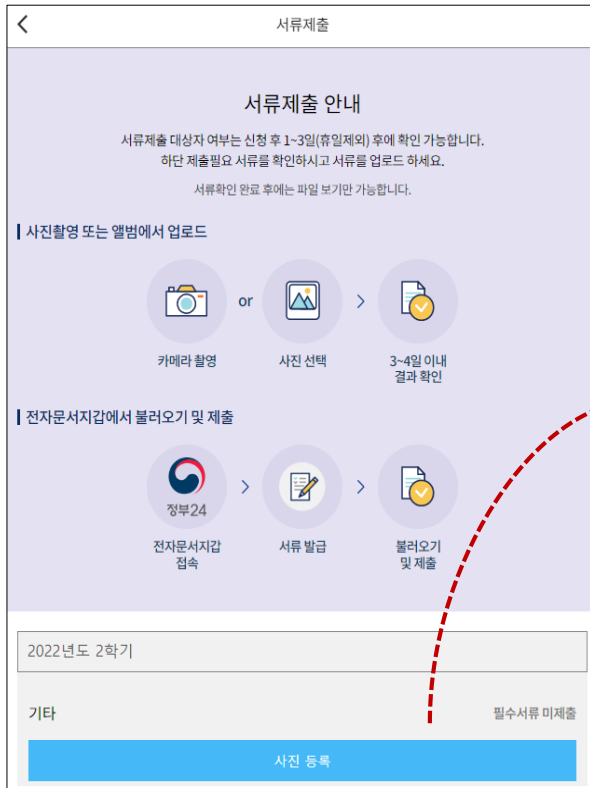 서류제출
서류제출 안내
서류제출 대상자 여부는 신청 후 1~3일(휴일제외) 후에 확인 가능합니다.
하단 제출필요 서류를 확인하시고 서류를 업로드 하세요.
서류확인 완료 후에는 파일 보기만 가능합니다.
사진촬영 또는 앨범에서 업로드
or
카메라 촬영
사진 선택
3~4일 이내
결과 확인
전자문서지갑에서 불러오기 및 제출
정부24
전자문서지갑
접속
서류 발급
불러오기
및 제출
2022년도 2학기
기타
필수서류 미제출
사진 등록